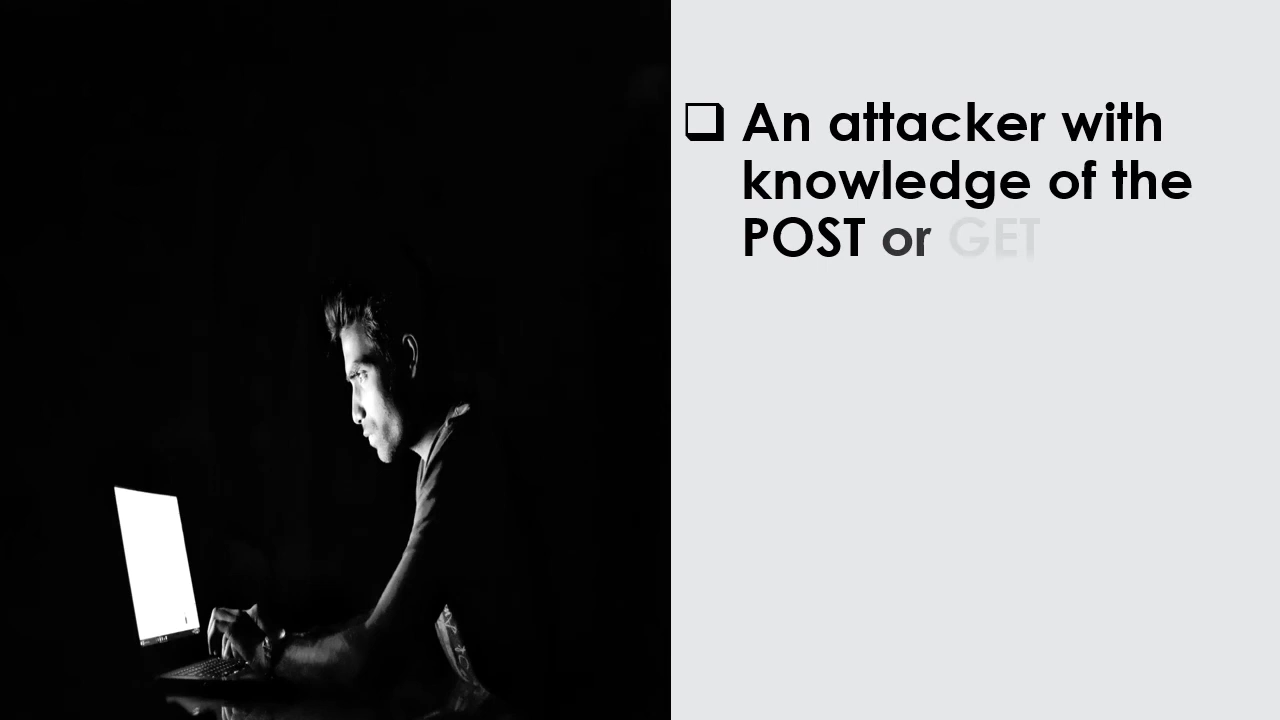 ❑ An attacker with
knowledge of the
POST or GET